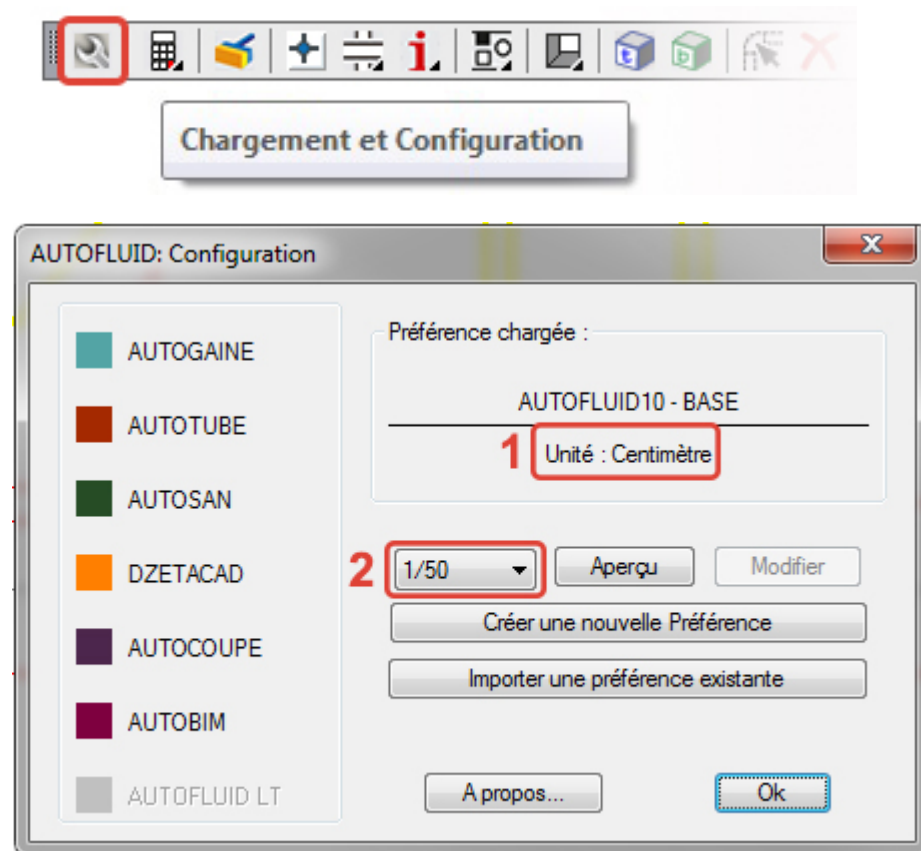 Chargement et Configuration
AUTOFLUID: Configuration
AUTOGAINE
AUTOTUBE
AUTOSAN
DZETACAD
AUTOCOUPE
AUTOBIM
AUTOFLUID LT
Préférence chargée :
AUTOFLUID10 - BASE
1 Unité : Centimètre
2 1/50 Aperçu Modifier
Créer une nouvelle Préférence
Importer une préférence existante
A propos... Ok